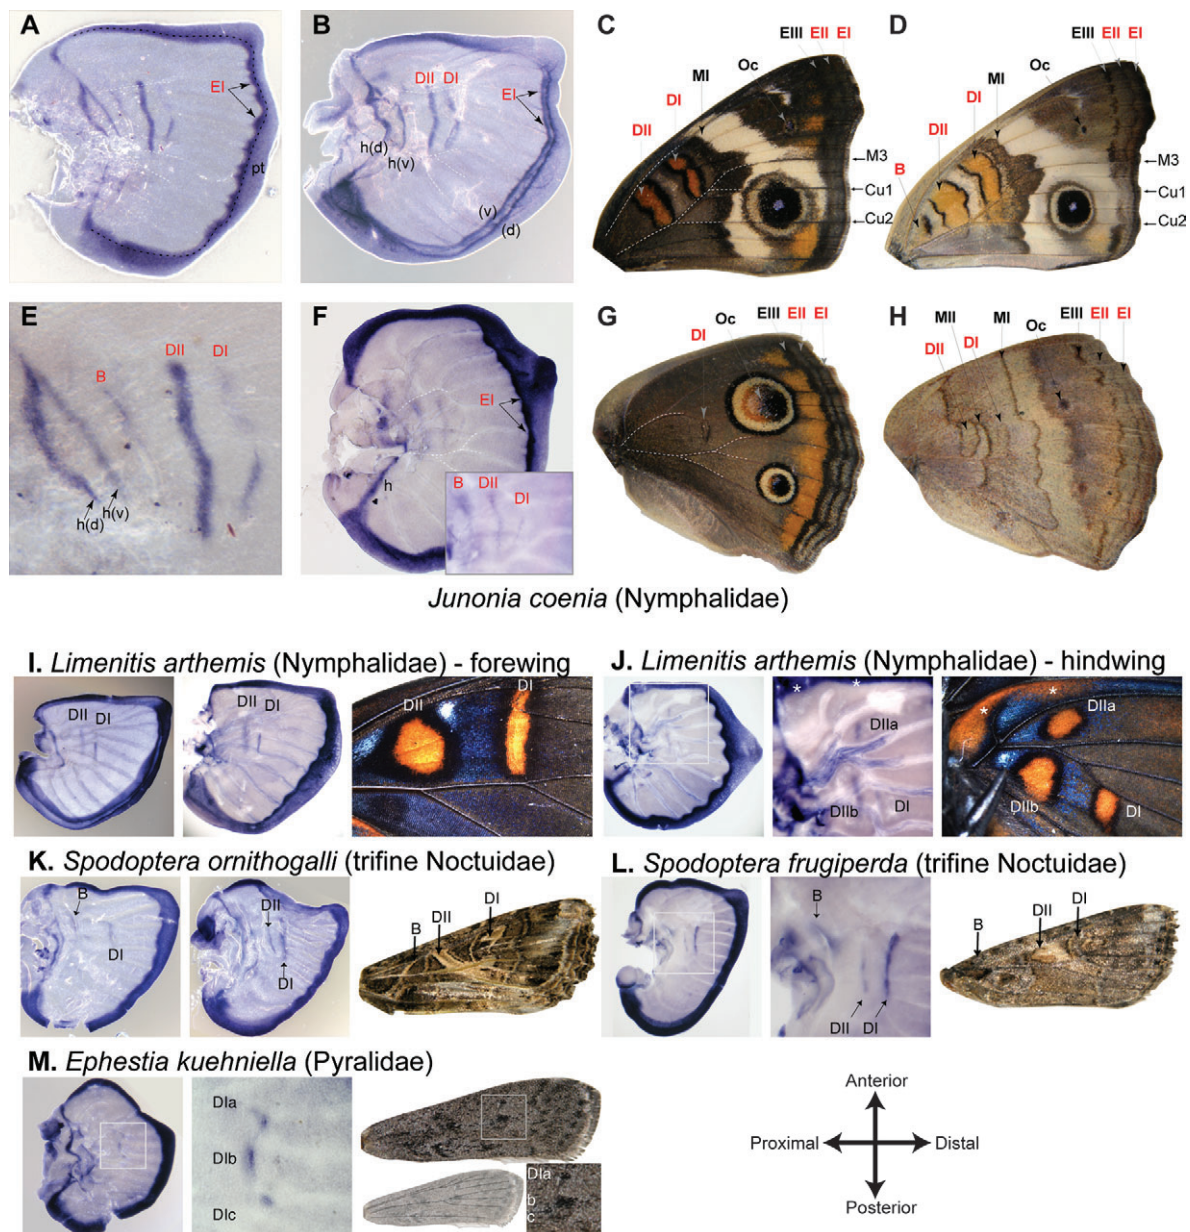 A
EI
pt
B
DII DI
EI
h(d)
h(v)
(v)
(d)
C
EIII EII EI
Oc
MI
DI
DII
M3
Cu1
Cu2
D
EIII EII EI
Oc
MI
DI
DII
B
M3
Cu1
Cu2
E
DII
DI
B
h(v)
h(d)
F
EI
h
B DII
DI
G
EIII EII EI
Oc
DI
H
EIII
EII EI
Oc
MI
MII
DI
DII
Junonia coenia (Nymphalidae)
I. Limenitis arthemis (Nymphalidae) - forewing
DII DI
DII
DI
DII
DI
J. Limenitis arthemis (Nymphalidae) - hindwing
* *
DIIa
DIIb
DI
*
*
DIIa
DIIb
DI
K. Spodoptera ornithogalli (trifine Noctuidae)
B
DI
DII
DI
B
DII
DI
L. Spodoptera frugiperda (trifine Noctuidae)
B
DII DI
B
DII
DI
M. Ephestia kuehniella (Pyralidae)
DIa
DIb
DIc
DIa
b
c
Anterior
Proximal
Distal
Posterior